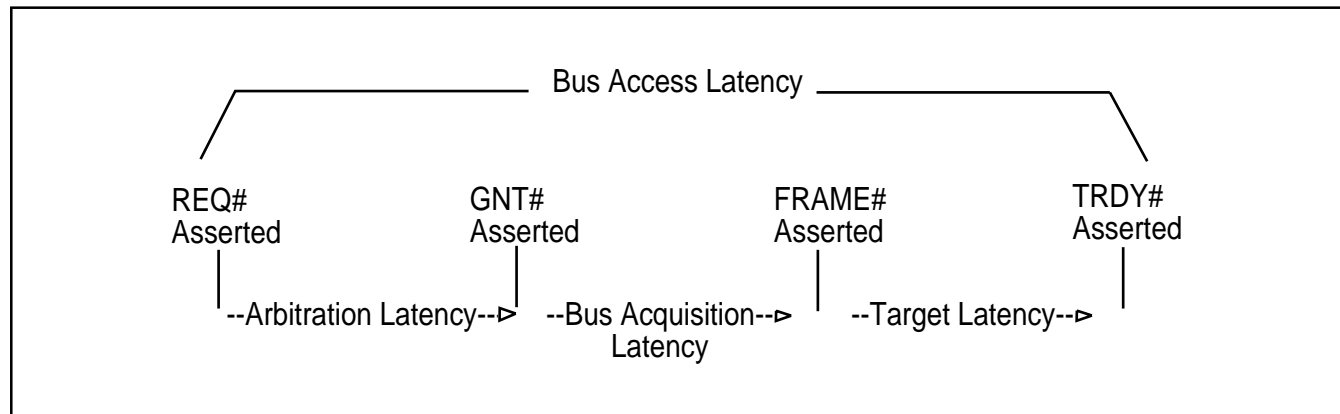 Bus Access Latency
REQ# GNT# FRAME# TRDY#
Asserted Asserted Asserted Asserted
--Arbitration Latency-- --Bus Acquisition-- --Target Latency--
Latency